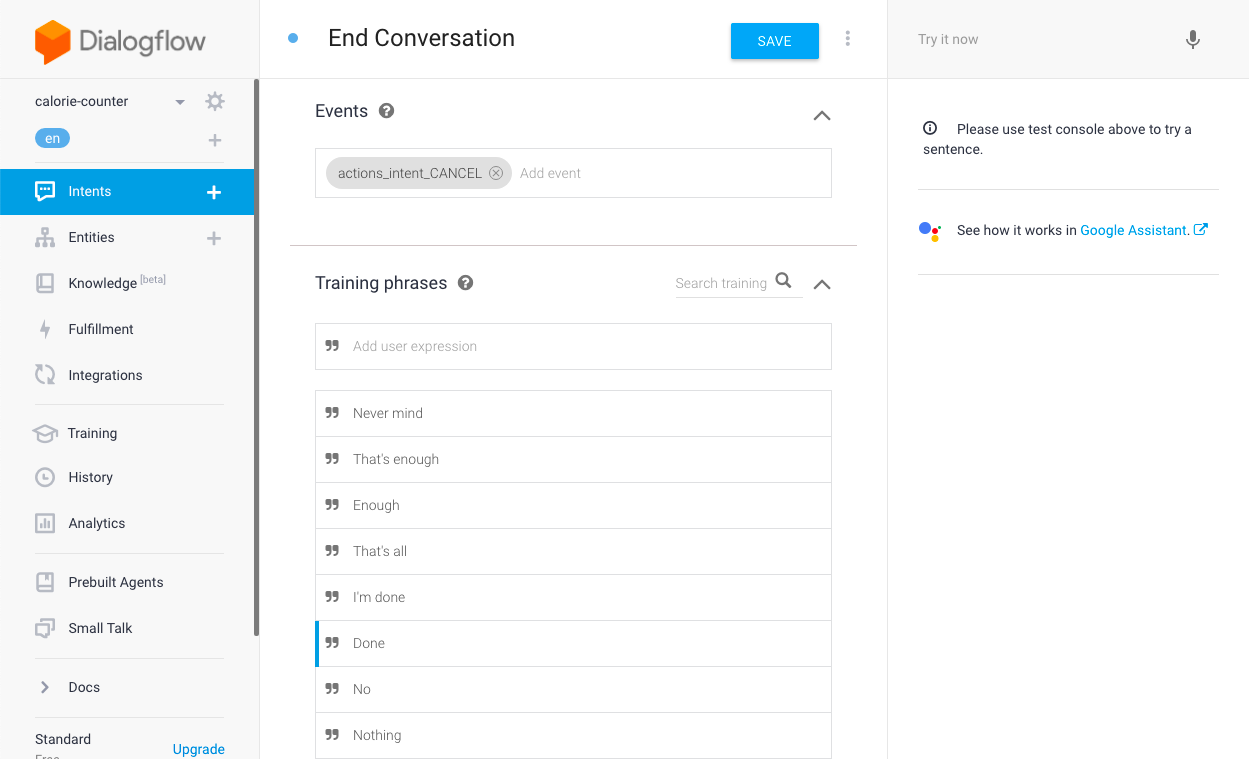 Dialogflow
calorie-counter
en
Intents
Entities
Knowledge [beta]
Fulfillment
Integrations
Training
History
Analytics
Prebuilt Agents
Small Talk
Docs
Standard
Free
Upgrade
End Conversation
SAVE
Events
actions_intent_CANCEL
Add event
Training phrases
Search training
Add user expression
Never mind
That's enough
Enough
That's all
I'm done
Done
No
Nothing
Try it now
Please use test console above to try a
sentence.
See how it works in Google Assistant.